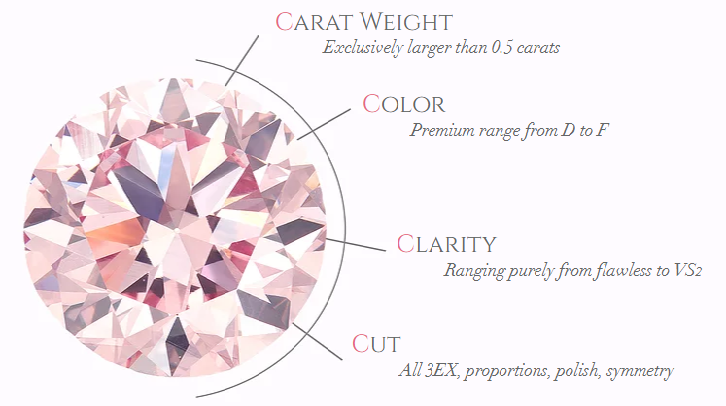 Carat Weight
Exclusively larger than 0.5 carats
Color
Premium range from D to F
Clarity
Ranging purely from flawless to VS2
Cut
All 3EX, proportions, polish, symmetry